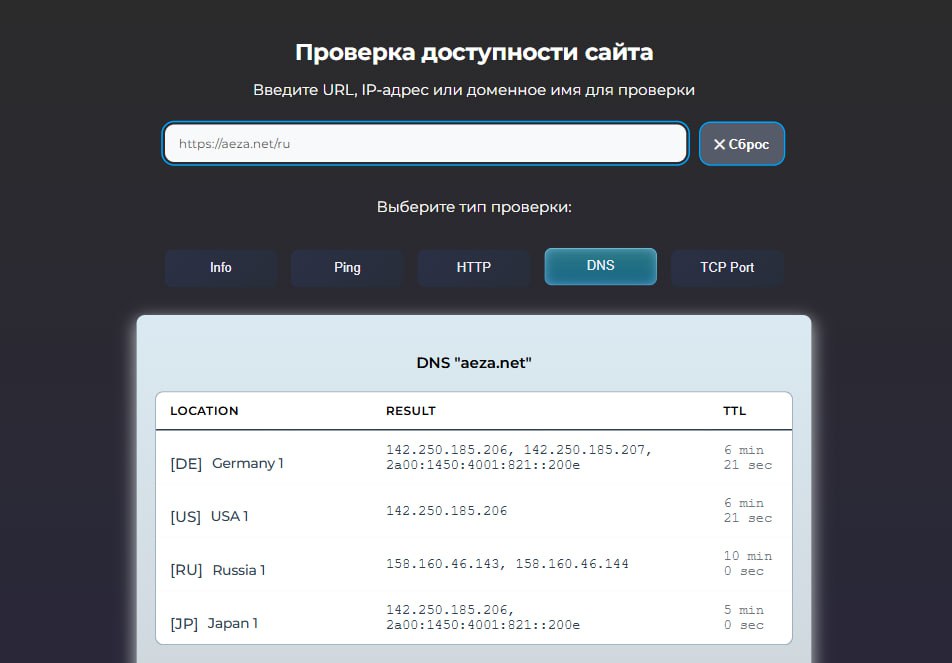 Проверка доступности сайта
Введите URL, IP-адрес или доменное имя для проверки
https://aeza.net/ru
✕ Сброс
Выберите тип проверки:
Info Ping HTTP DNS TCP Port
DNS "aeza.net"
LOCATION RESULT TTL
[DE] Germany 1 142.250.185.206, 142.250.185.207, 6 min
2a00:1450:4001:821::200e 21 sec
[US] USA 1 142.250.185.206 6 min
21 sec
[RU] Russia 1 158.160.46.143, 158.160.46.144 10 min
0 sec
[JP] Japan 1 142.250.185.206, 5 min
2a00:1450:4001:821::200e 0 sec